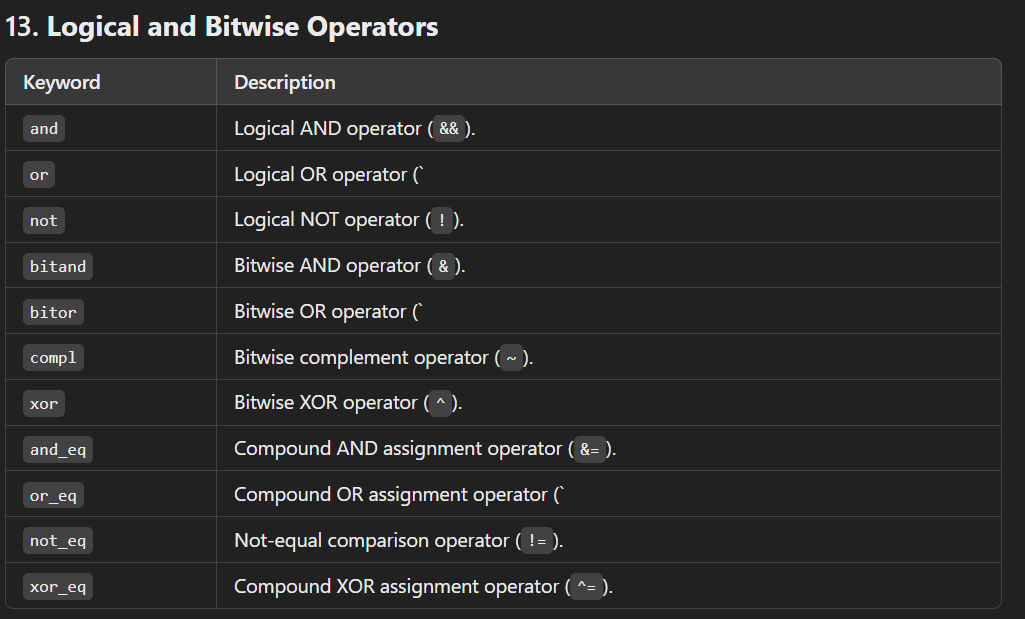 13. Logical and Bitwise Operators
Keyword Description
and Logical AND operator (&&).
or Logical OR operator (`
not Logical NOT operator (!).
bitand Bitwise AND operator (&).
bitor Bitwise OR operator (`
compl Bitwise complement operator (~).
xor Bitwise XOR operator (^).
and_eq Compound AND assignment operator (&=).
or_eq Compound OR assignment operator (`
not_eq Not-equal comparison operator (!=).
xor_eq Compound XOR assignment operator (^=).